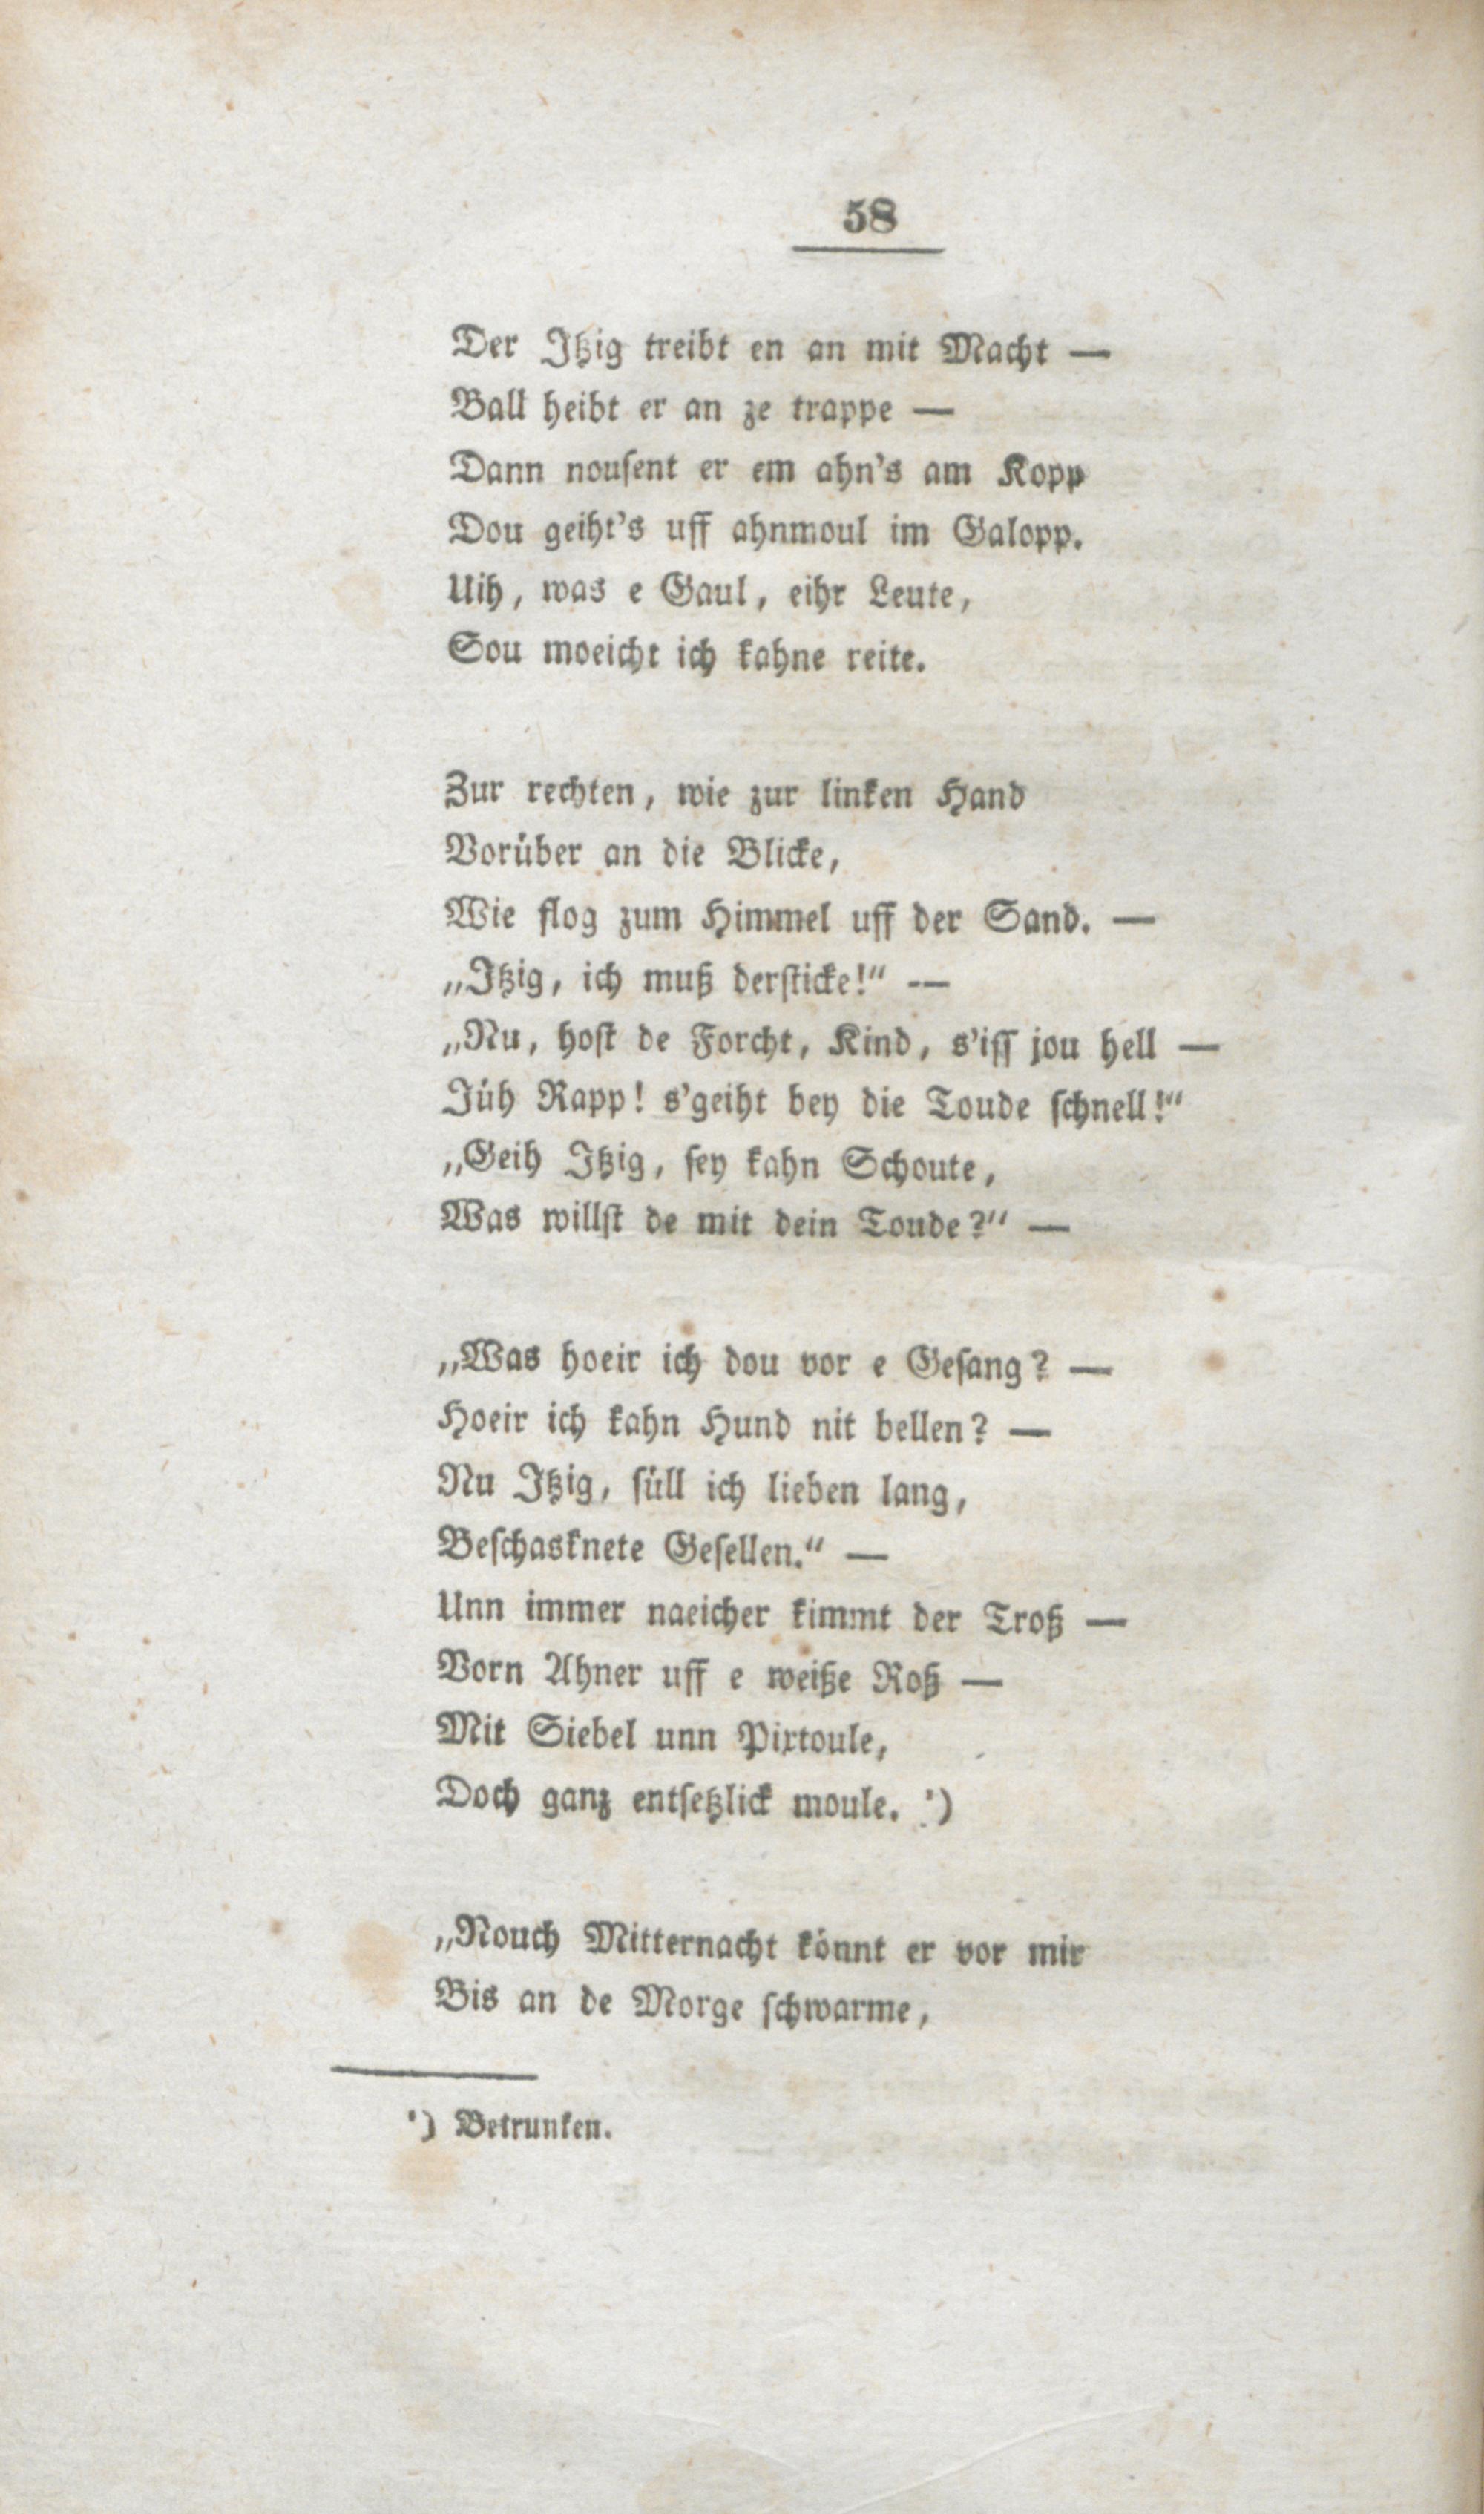 58
Der Itzig treibt en an mit Macht —
Ball heibt er an ze trappe —
Dann nousent er em ahn's am Kopp
Dou geiht's uff ahnmoul im Galopp.
Uih, was e Gaul, eihr Leute,
Sou moeicht ich kahne reite.
Zur rechten, wie zur linken Hand
Vorüber an die Blicke,
Wie flog zum Himmel uff der Sand. —
„Itzig, ich muß dersticke!“ —
„Nu, host de Forcht, Kind, s'iss jou hell —
Jüh Rapp! s'geiht bey die Toude schnell!“
„Geih Itzig, sey kahn Schoute,
Was willst de mit dein Toude?“ —
„Was hoeir ich dou vor e Gesang? —
Hoeir ich kahn Hund nit bellen? —
Nu Itzig, süll ich lieben lang,
Beschasknete Gesellen.“ —
Unn immer naeicher kimmt der Troß —
Vorn Ahner uff e weiße Roß —
Mit Siebel unn Pixtoule,
Doch ganz entsetzlick moule. *)
„Nouch Mitternacht könnt er vor mir
Bis an de Morge schwarme,
*) Betrunken.